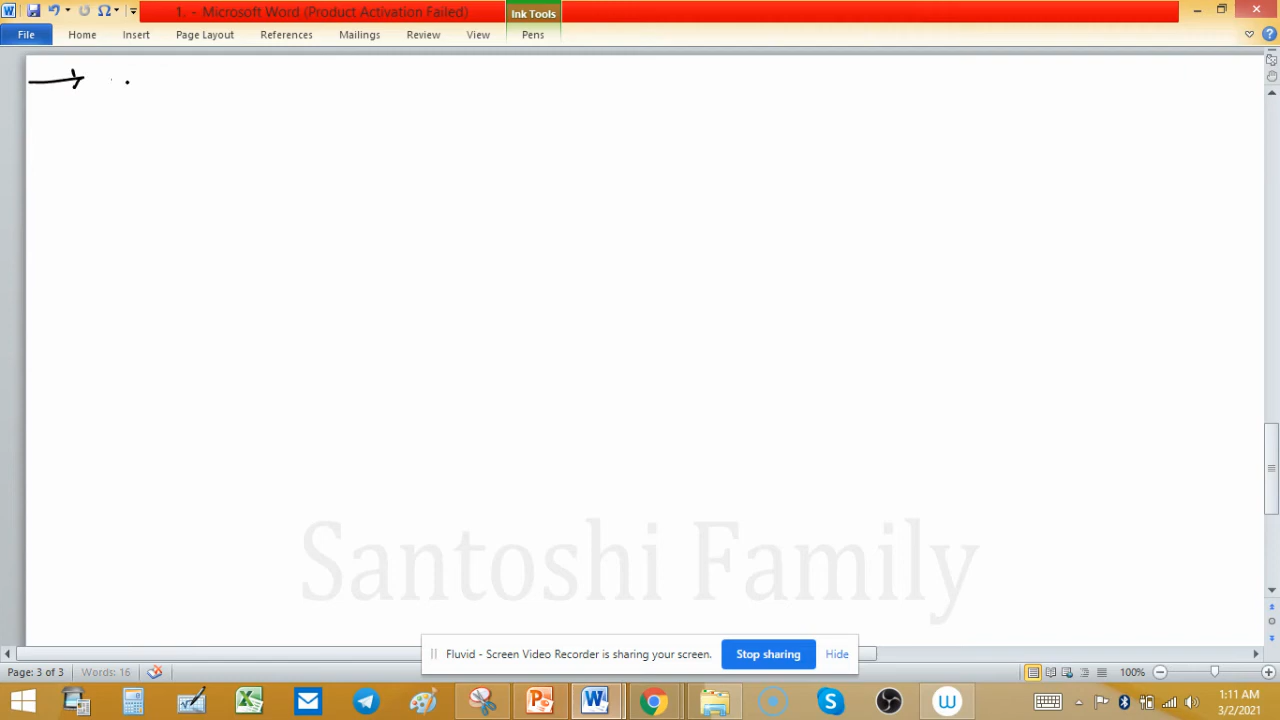 1. - Microsoft Word (Product Activation Failed)
Ink Tools
File Home Insert Page Layout References Mailings Review View Pens
Santoshi Family
Fluvid - Screen Video Recorder is sharing your screen. Stop sharing Hide
Page: 3 of 3 Words: 16 100%
1:11 AM
3/2/2021